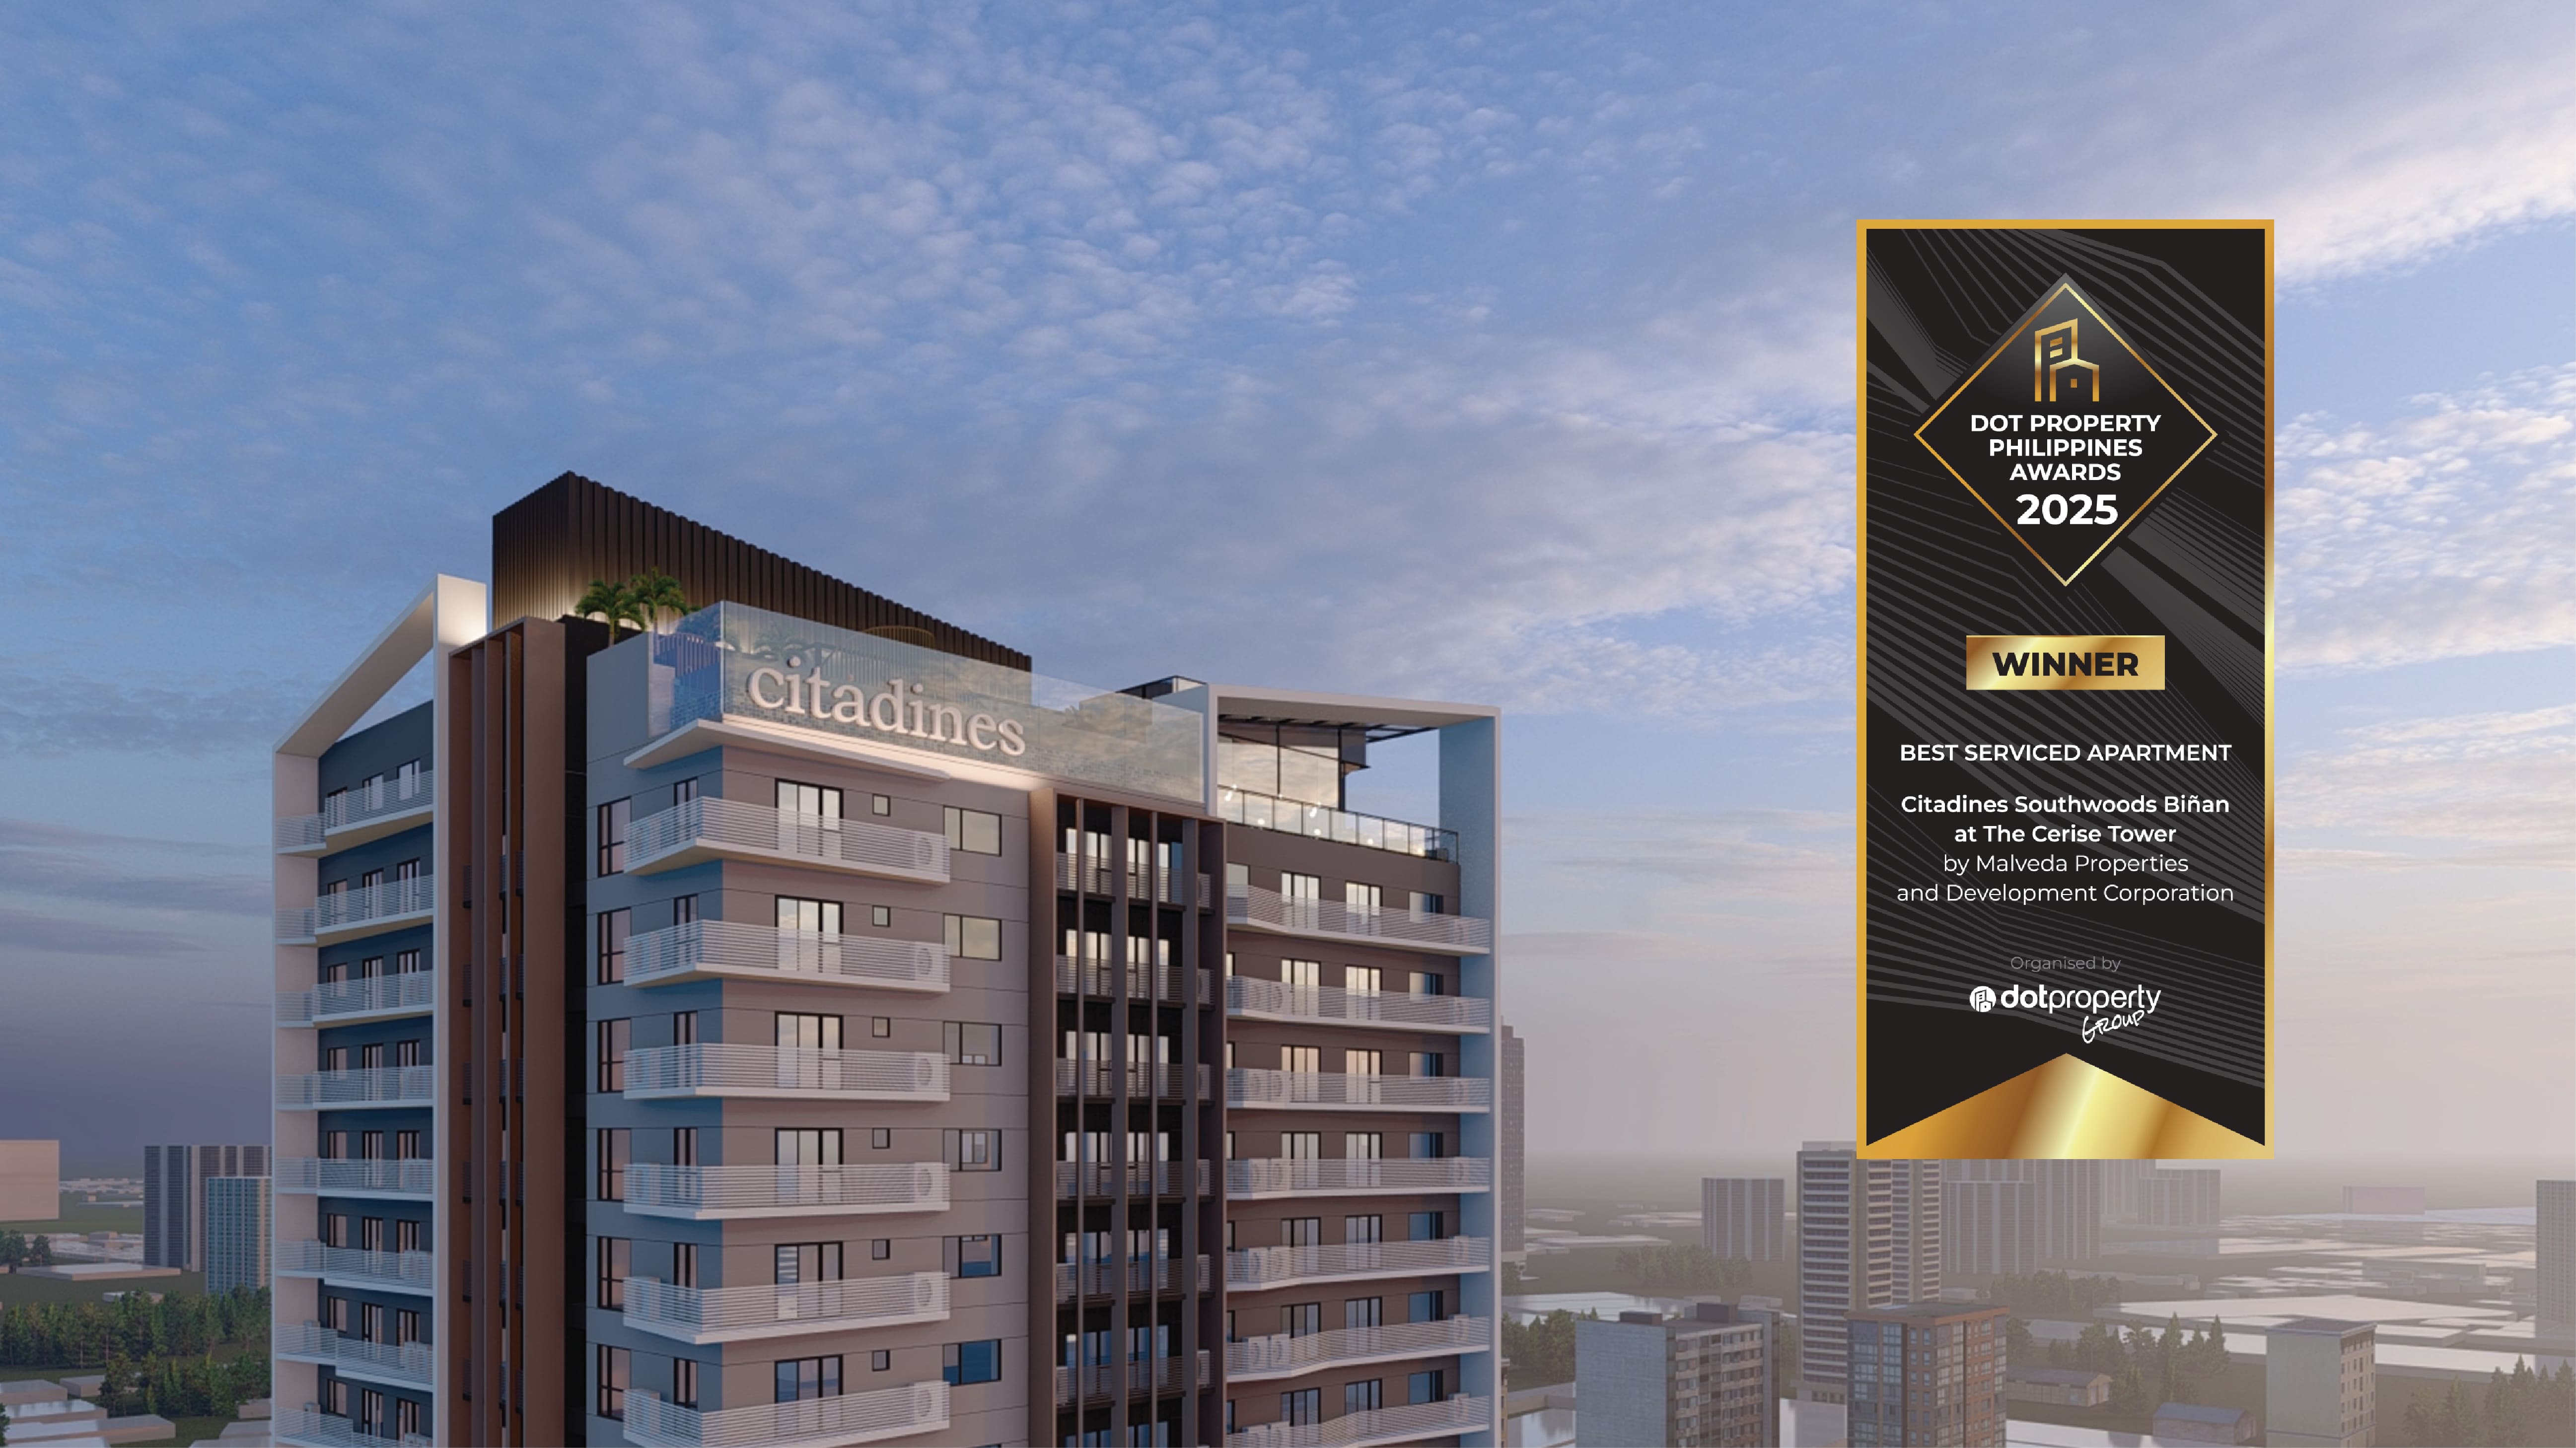 citadines
DOT PROPERTY
PHILIPPINES
AWARDS
2025
WINNER
BEST SERVICED APARTMENT
Citadines Southwoods Biñan
at The Cerise Tower
by Malveda Properties
and Development Corporation
Organised by
dotproperty
GROUP